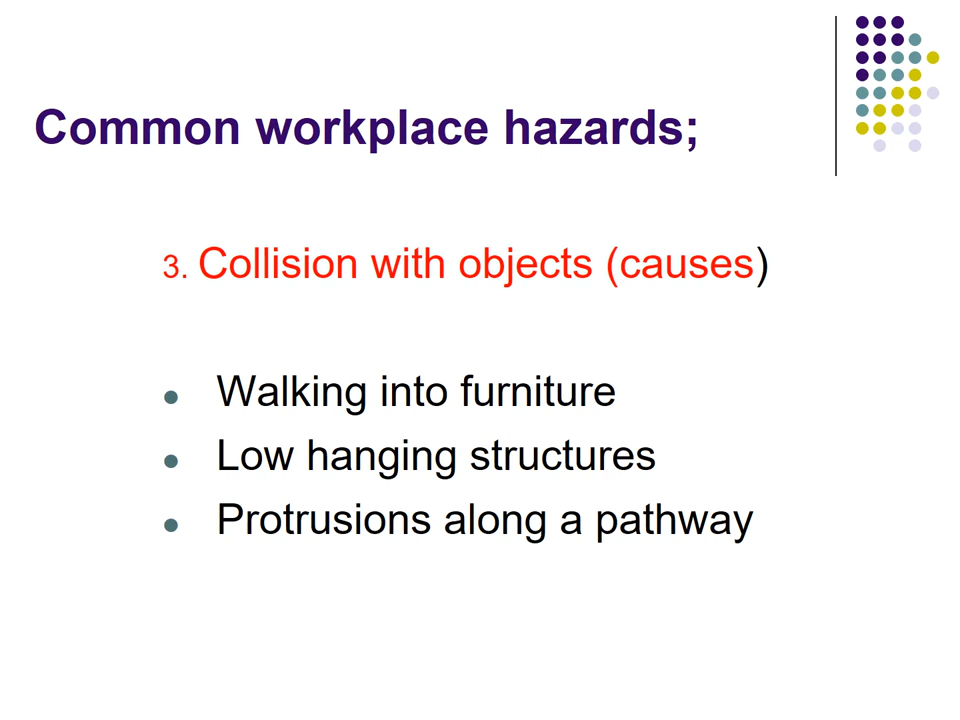 Common workplace hazards;
3. Collision with objects (causes)
● Walking into furniture
● Low hanging structures
● Protrusions along a pathway